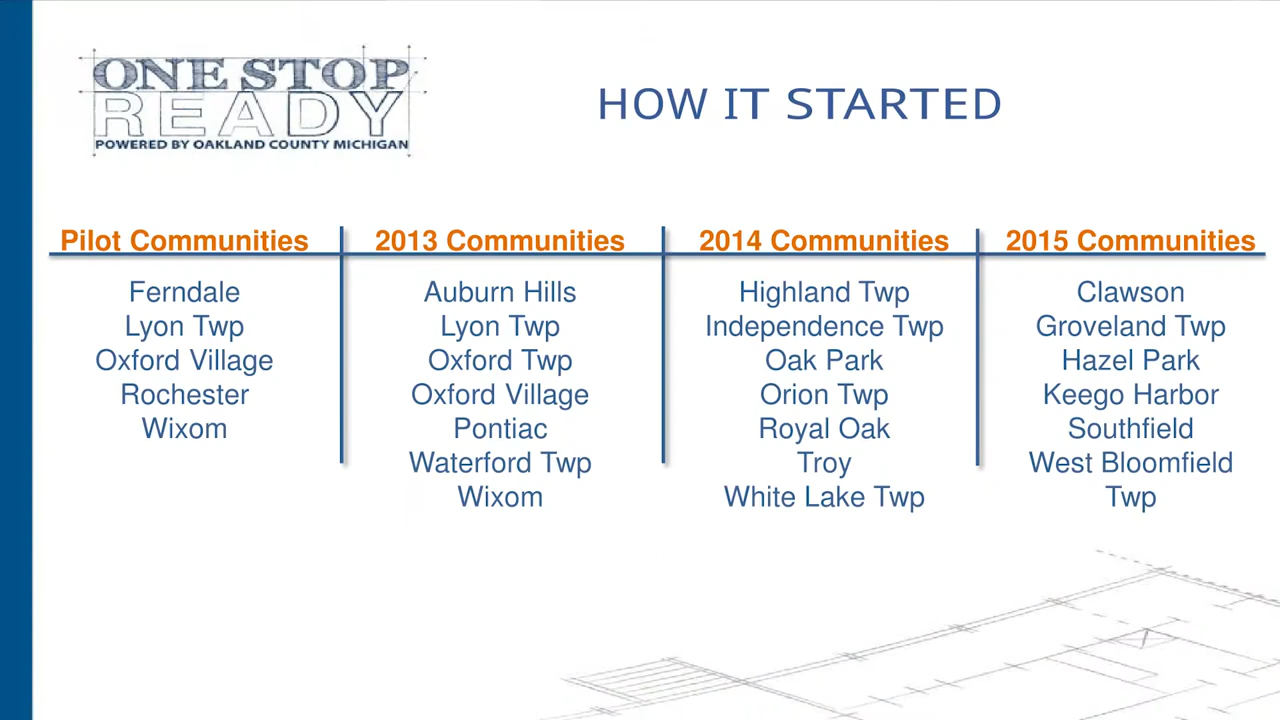 ONE STOP
READY
POWERED BY OAKLAND COUNTY MICHIGAN
HOW IT STARTED
Pilot Communities
Ferndale
Lyon Twp
Oxford Village
Rochester
Wixom
2013 Communities
Auburn Hills
Lyon Twp
Oxford Twp
Oxford Village
Pontiac
Waterford Twp
Wixom
2014 Communities
Highland Twp
Independence Twp
Oak Park
Orion Twp
Royal Oak
Troy
White Lake Twp
2015 Communities
Clawson
Groveland Twp
Hazel Park
Keego Harbor
Southfield
West Bloomfield
Twp